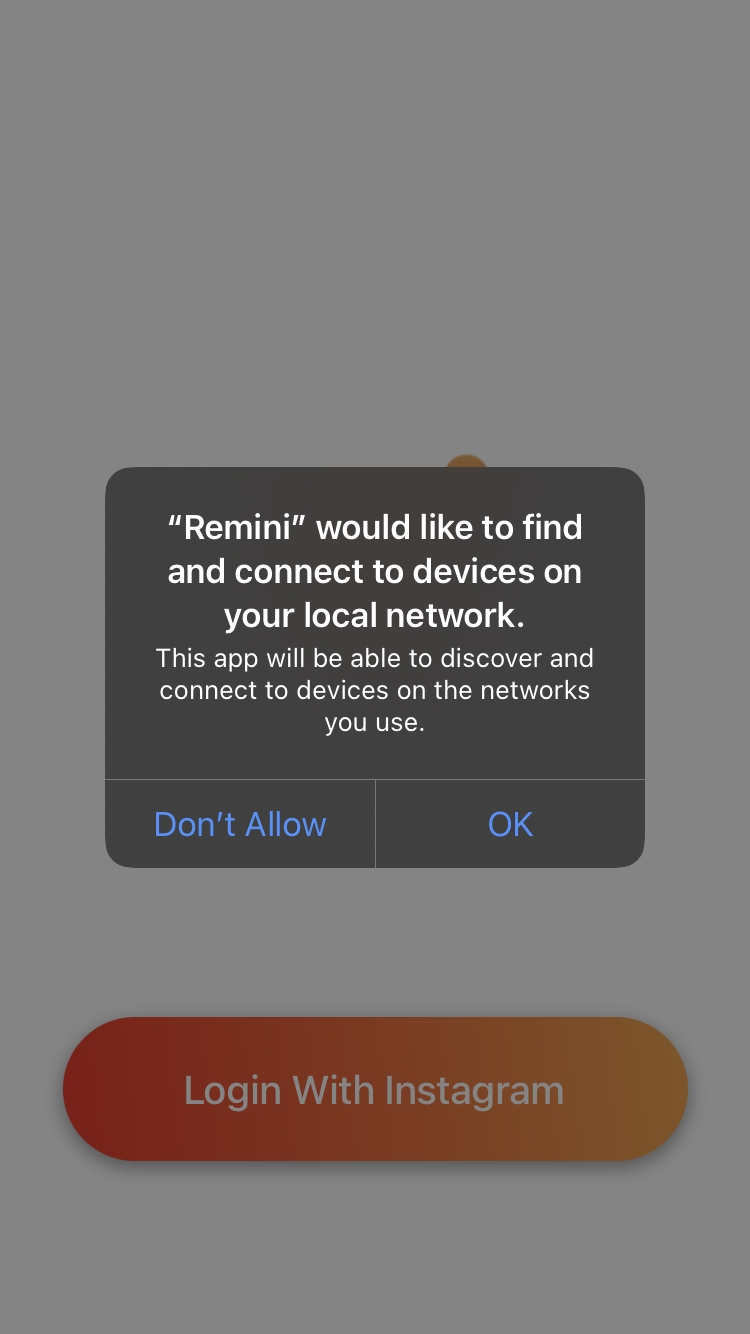 “Remini” would like to find
and connect to devices on
your local network.
This app will be able to discover and
connect to devices on the networks
you use.
Don’t Allow
OK
Login With Instagram